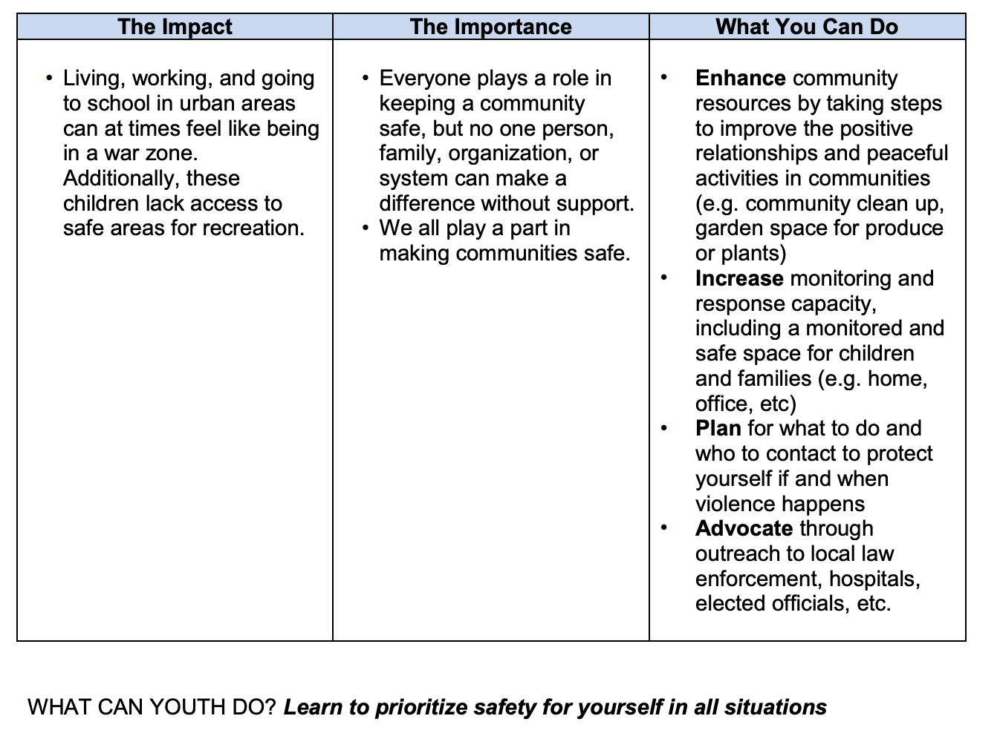 The Impact
The Importance
What You Can Do
• Living, working, and going
to school in urban areas
can at times feel like being
in a war zone.
Additionally, these
children lack access to
safe areas for recreation.
• Everyone plays a role in
keeping a community
safe, but no one person,
family, organization, or
system can make a
difference without support.
• We all play a part in
making communities safe.
• Enhance community
resources by taking steps
to improve the positive
relationships and peaceful
activities in communities
(e.g. community clean up,
garden space for produce
or plants)
• Increase monitoring and
response capacity,
including a monitored and
safe space for children
and families (e.g. home,
office, etc)
• Plan for what to do and
who to contact to protect
yourself if and when
violence happens
• Advocate through
outreach to local law
enforcement, hospitals,
elected officials, etc.
WHAT CAN YOUTH DO? Learn to prioritize safety for yourself in all situations